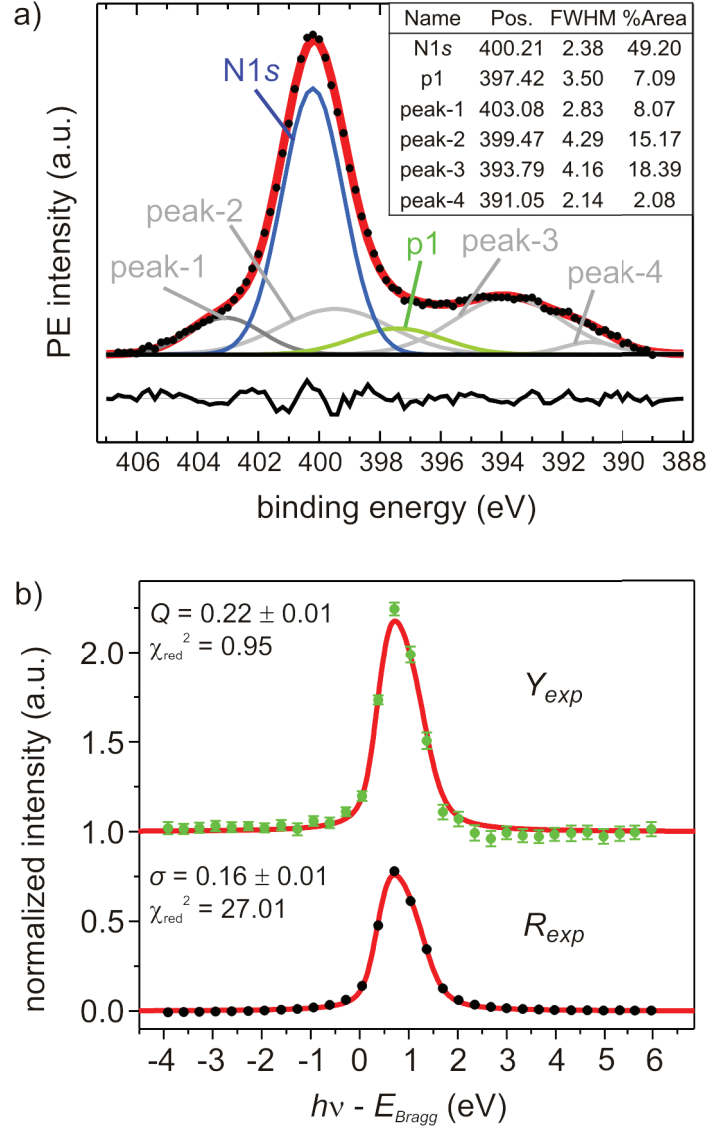 a)
Name Pos. FWHM %Area
N1s 400.21 2.38 49.20
p1 397.42 3.50 7.09
peak-1 403.08 2.83 8.07
peak-2 399.47 4.29 15.17
peak-3 393.79 4.16 18.39
peak-4 391.05 2.14 2.08
N1s
peak-2
peak-1
p1
peak-3
peak-4
PE intensity (a.u.)
406 404 402 400 398 396 394 392 390 388
binding energy (eV)
b)
Q = 0.22 ± 0.01
χred² = 0.95
Yexp
σ = 0.16 ± 0.01
χred² = 27.01
Rexp
2.0
1.5
1.0
0.5
0.0
normalized intensity (a.u.)
-4 -3 -2 -1 0 1 2 3 4 5 6
hν - EBragg (eV)